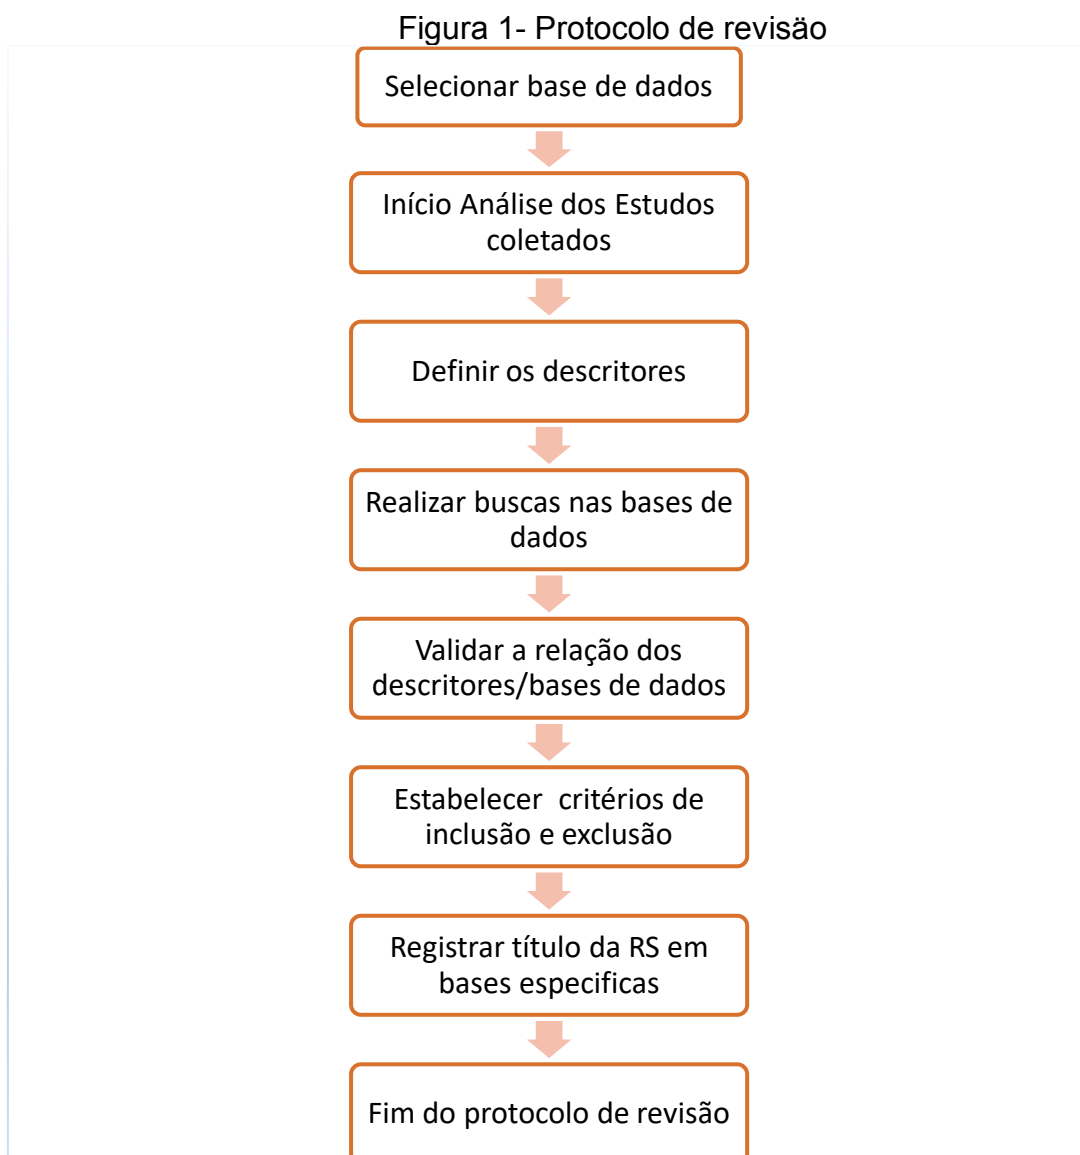 Figura 1- Protocolo de revisão
Selecionar base de dados
Início Análise dos Estudos
coletados
Definir os descritores
Realizar buscas nas bases de
dados
Validar a relação dos
descritores/bases de dados
Estabelecer  critérios de
inclusão e exclusão
Registrar título da RS em
bases especificas
Fim do protocolo de revisão